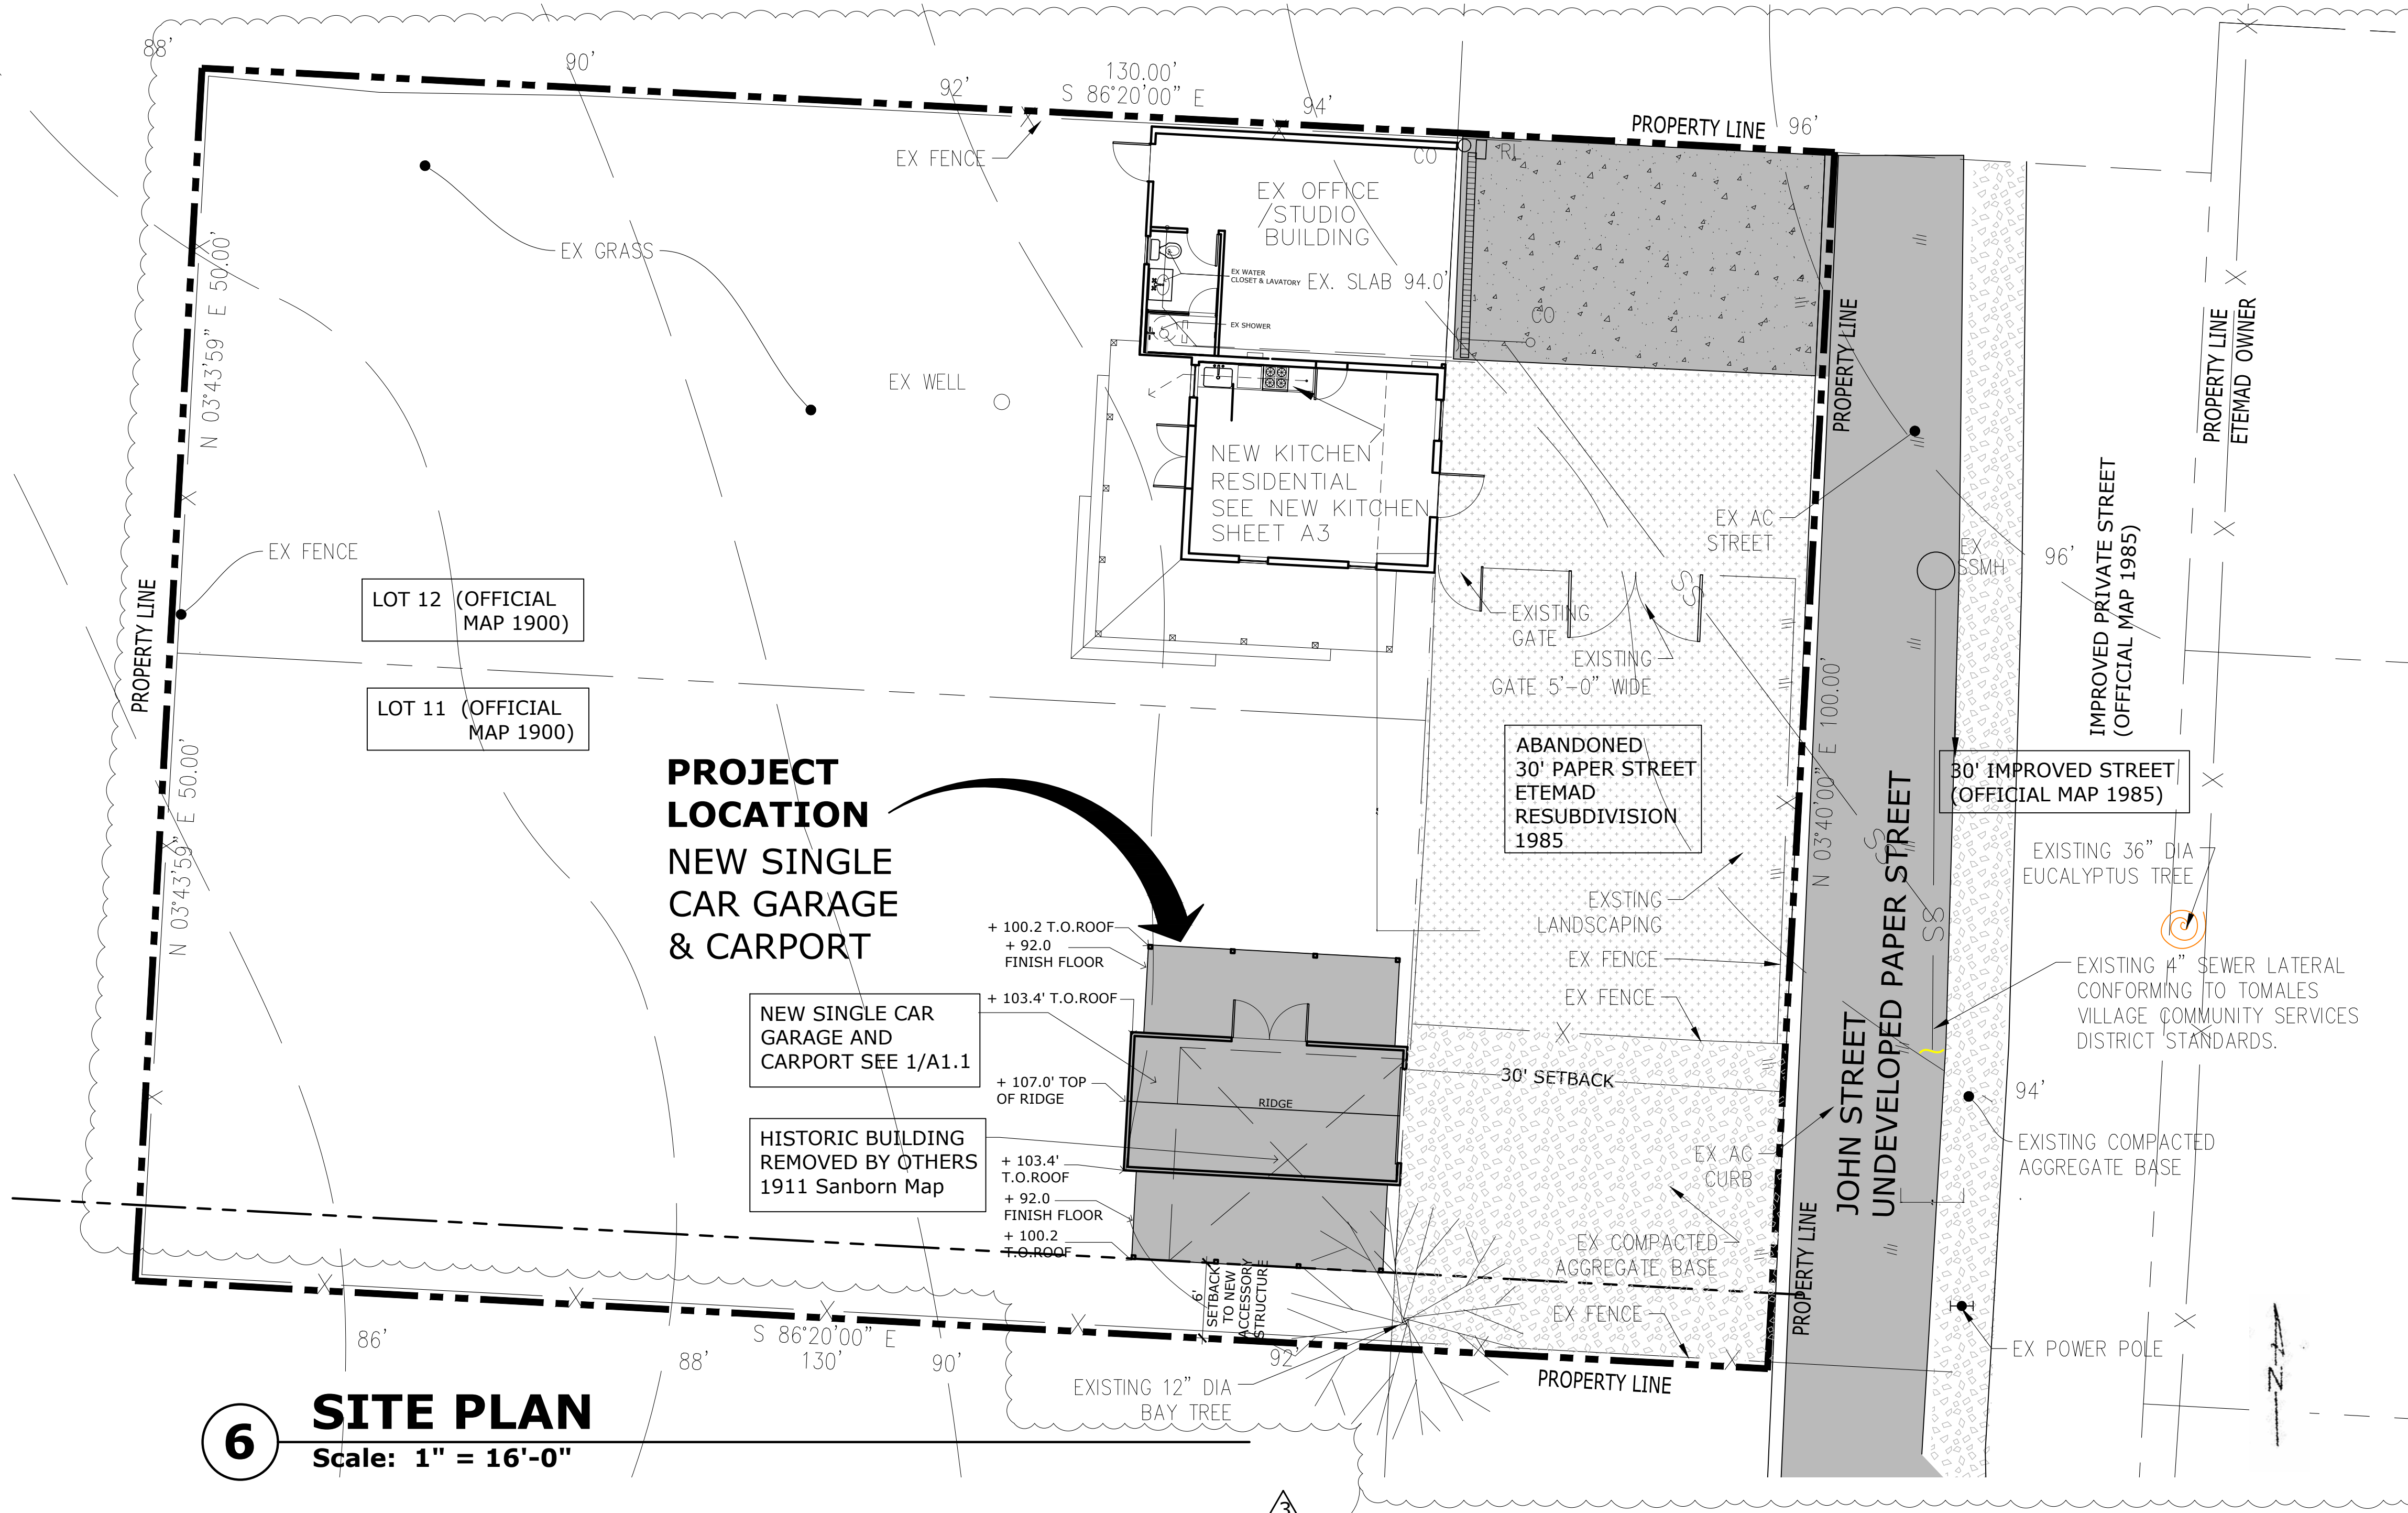 88'
90'
92'
130.00'
S 86°20'00" E
94'
PROPERTY LINE
96'
EX FENCE
CO
RL
EX OFFICE
/STUDIO
BUILDING
EX GRASS
EX WATER
CLOSET & LAVATORY
EX. SLAB 94.0'
EX SHOWER
CO
N 03°43'59" E 50.00'
PROPERTY LINE
PROPERTY LINE
ETEMAD OWNER
EX WELL
NEW KITCHEN
RESIDENTIAL
SEE NEW KITCHEN
SHEET A3
EX AC
STREET
EX
SSMH
96'
IMPROVED PRIVATE STREET
(OFFICIAL MAP 1985)
EX FENCE
PROPERTY LINE
LOT 12 (OFFICIAL
MAP 1900)
SS
EXISTING
GATE
EXISTING
GATE 5'-0" WIDE
LOT 11 (OFFICIAL
MAP 1900)
N 03°43'59" E 50.00'
PROJECT
LOCATION
NEW SINGLE
CAR GARAGE
& CARPORT
ABANDONED
30' PAPER STREET
ETEMAD
RESUBDIVISION
1985
N 03°40'00" E 100.00'
30' IMPROVED STREET
(OFFICIAL MAP 1985)
SS
EXISTING 36" DIA
EUCALYPTUS TREE
EXSTING
LANDSCAPING
SS
EX FENCE
EX FENCE
EXISTING 4" SEWER LATERAL
CONFORMING TO TOMALES
VILLAGE COMMUNITY SERVICES
DISTRICT STANDARDS.
+ 100.2 T.O.ROOF
+ 92.0
FINISH FLOOR
+ 103.4' T.O.ROOF
NEW SINGLE CAR
GARAGE AND
CARPORT SEE 1/A1.1
+ 107.0' TOP
OF RIDGE
RIDGE
30' SETBACK
JOHN STREET
UNDEVELOPED PAPER STREET
94'
HISTORIC BUILDING
REMOVED BY OTHERS
1911 Sanborn Map
+ 103.4'
T.O.ROOF
+ 92.0
FINISH FLOOR
+ 100.2
T.O.ROOF
EX AC
CURB
EXISTING COMPACTED
AGGREGATE BASE
EX COMPACTED
AGGREGATE BASE
PROPERTY LINE
6'
SETBACK
TO NEW
ACCESSORY
STRUCTURE
EX FENCE
EX POWER POLE
86'
S 86°20'00" E
130'
88'
90'
92'
EXISTING 12" DIA
BAY TREE
PROPERTY LINE
N
6
SITE PLAN
Scale: 1" = 16'-0"
3